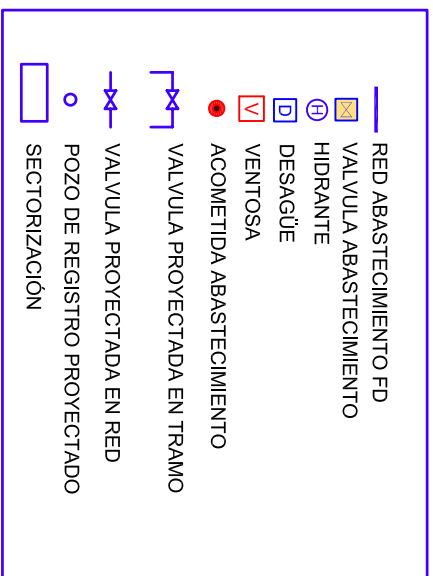 RED ABASTECIMIENTO FD
VALVULA ABASTECIMIENTO
H HIDRANTE
D DESAGÜE
V VENTOSA
ACOMETIDA ABASTECIMIENTO
VALVULA PROYECTADA EN TRAMO
VALVULA PROYECTADA EN RED
POZO DE REGISTRO PROYECTADO
SECTORIZACIÓN